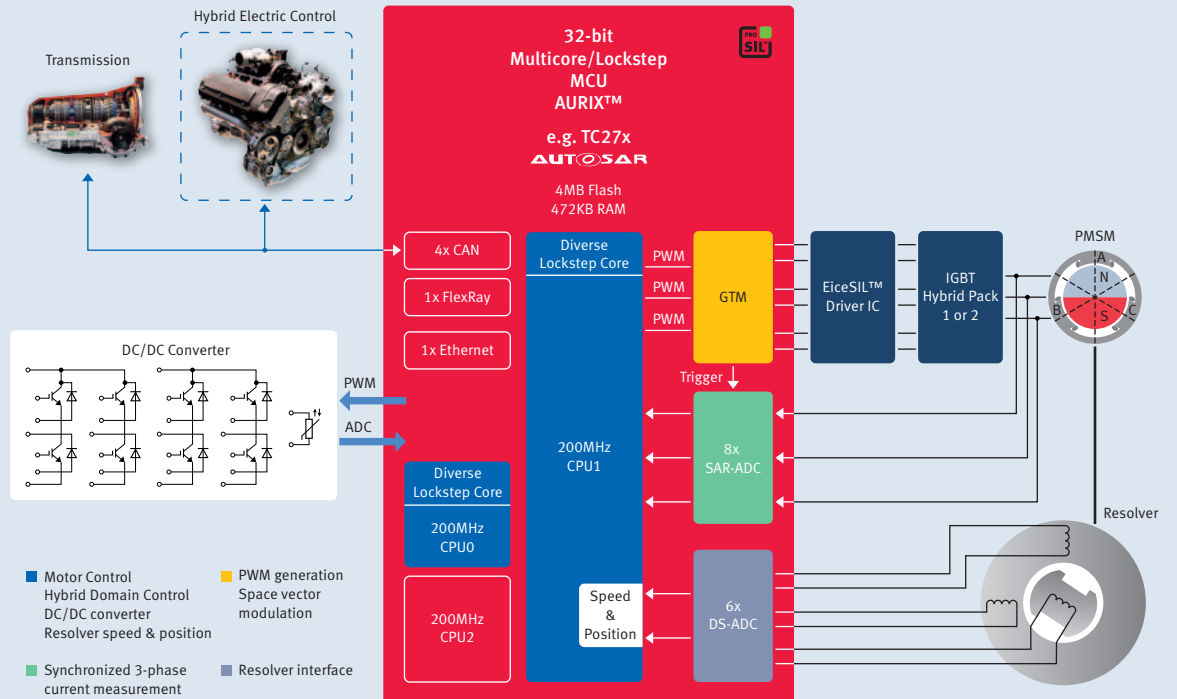 Hybrid Electric Control
Transmission
32-bit
Multicore/Lockstep
MCU
AURIX™
e.g. TC27x
AUTOSAR
4MB Flash
472KB RAM
PRO
SIL
4x CAN
1x FlexRay
1x Ethernet
Diverse
Lockstep Core
200MHz
CPU1
PWM
PWM
PWM
GTM
EiceSIL™
Driver IC
IGBT
Hybrid Pack
1 or 2
PMSM
A
N
B
S
C
Trigger
8x
SAR-ADC
DC/DC Converter
PWM
ADC
Diverse
Lockstep Core
200MHz
CPU0
200MHz
CPU2
Speed
&
Position
6x
DS-ADC
Resolver
Motor Control
Hybrid Domain Control
DC/DC converter
Resolver speed & position
PWM generation
Space vector
modulation
Synchronized 3-phase
current measurement
Resolver interface